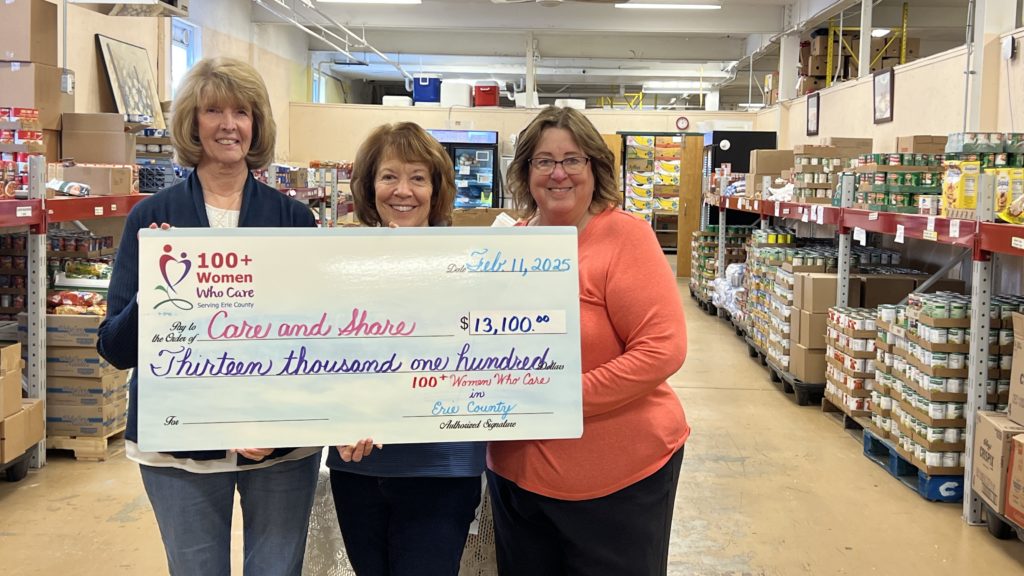 100+
Women
Who Care
Serving Erie County
Date Feb. 11, 2025
Pay to
the Order of Care and Share $ 13,100.00
Thirteen thousand one hundred Dollars
100+ Women Who Care
in
Erie County
For
Authorized Signature